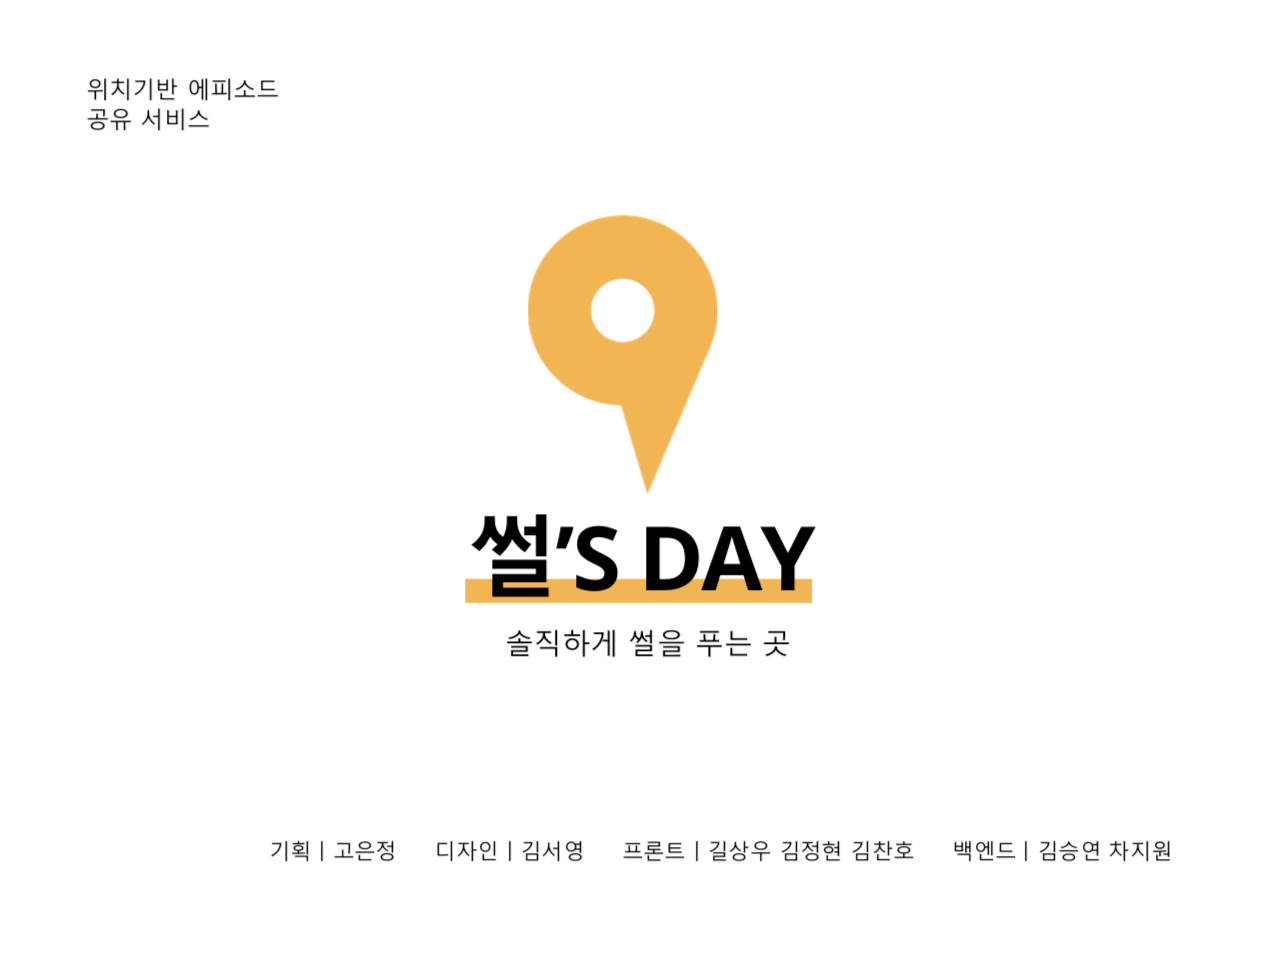 위치기반 에피소드
공유 서비스
썰'S DAY
솔직하게 썰을 푸는 곳
기획 | 고은정 디자인 | 김서영 프론트 | 길상우 김정현 김찬호 백엔드 | 김승연 차지원